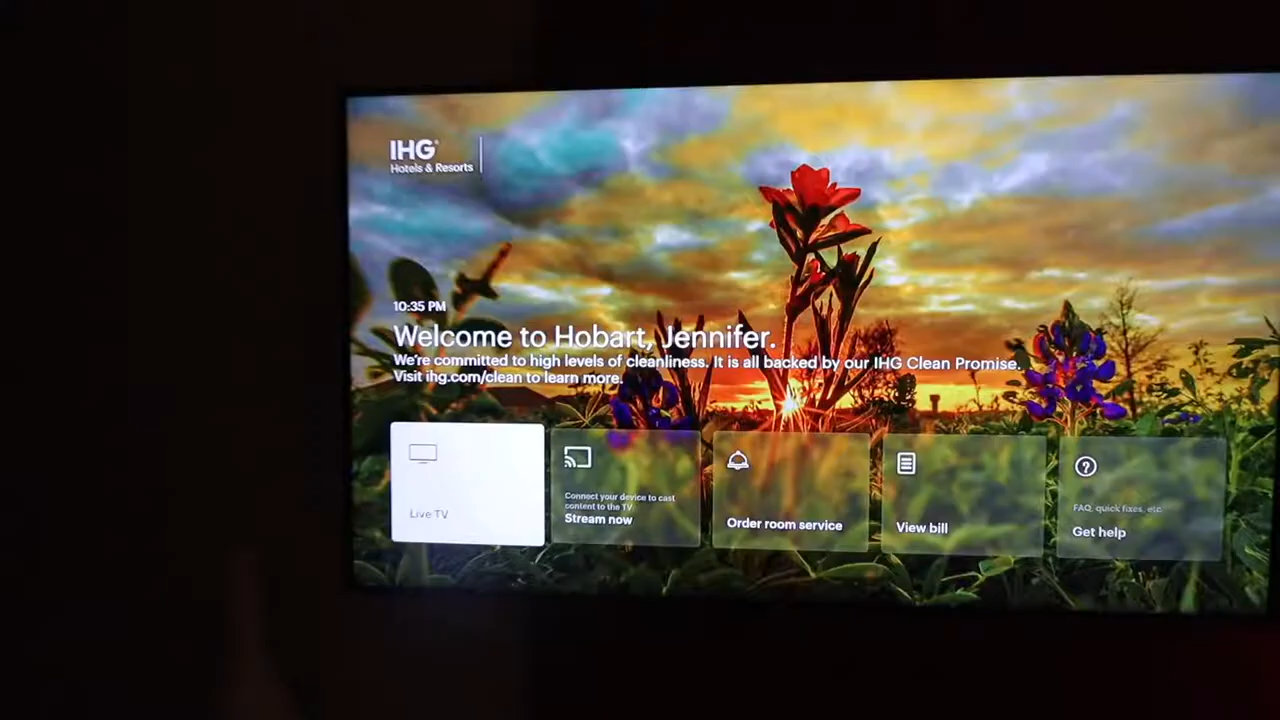 IHG®
Hotels & Resorts
10:35 PM
Welcome to Hobart, Jennifer.
We're committed to high levels of cleanliness. It is all backed by our IHG Clean Promise.
Visit ihg.com/clean to learn more.
Live TV
Connect your device to cast
content to the TV
Stream now
Order room service
View bill
FAQ, quick fixes, etc.
Get help